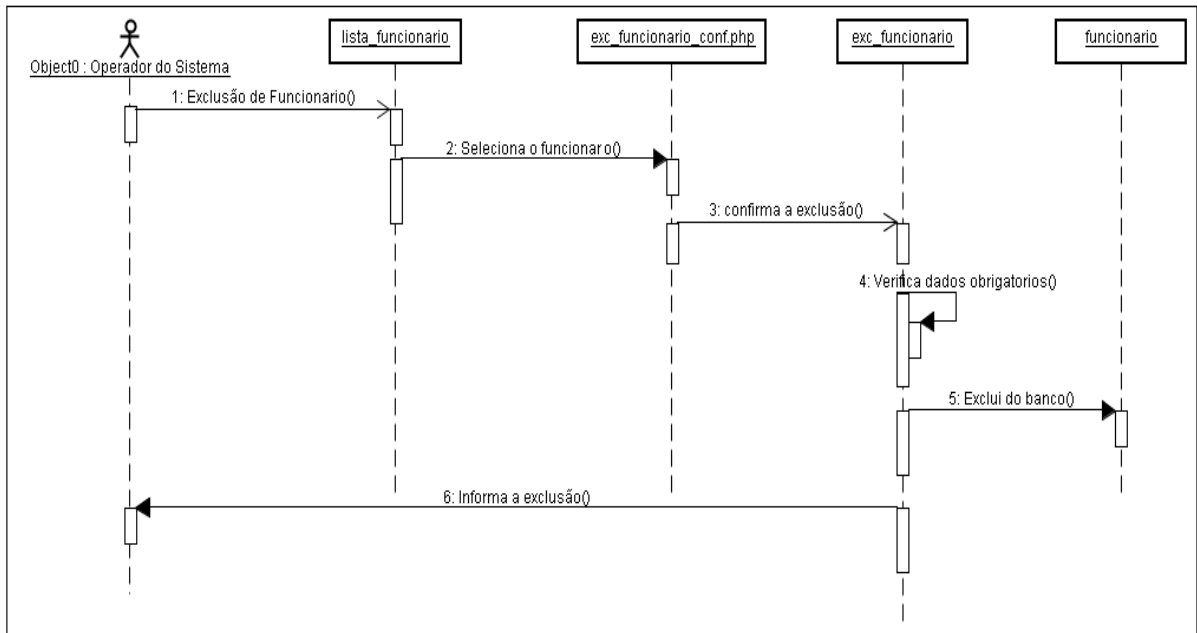 lista_funcionario
exc_funcionario_conf.php
exc_funcionario
funcionario
Object0 : Operador do Sistema
1: Exclusão de Funcionario()
2: Seleciona o funcionar o()
3: confirma a exclusão()
4: Verifica dados obrigatorios()
5: Exclui do banco()
6: Informa a exclusão()